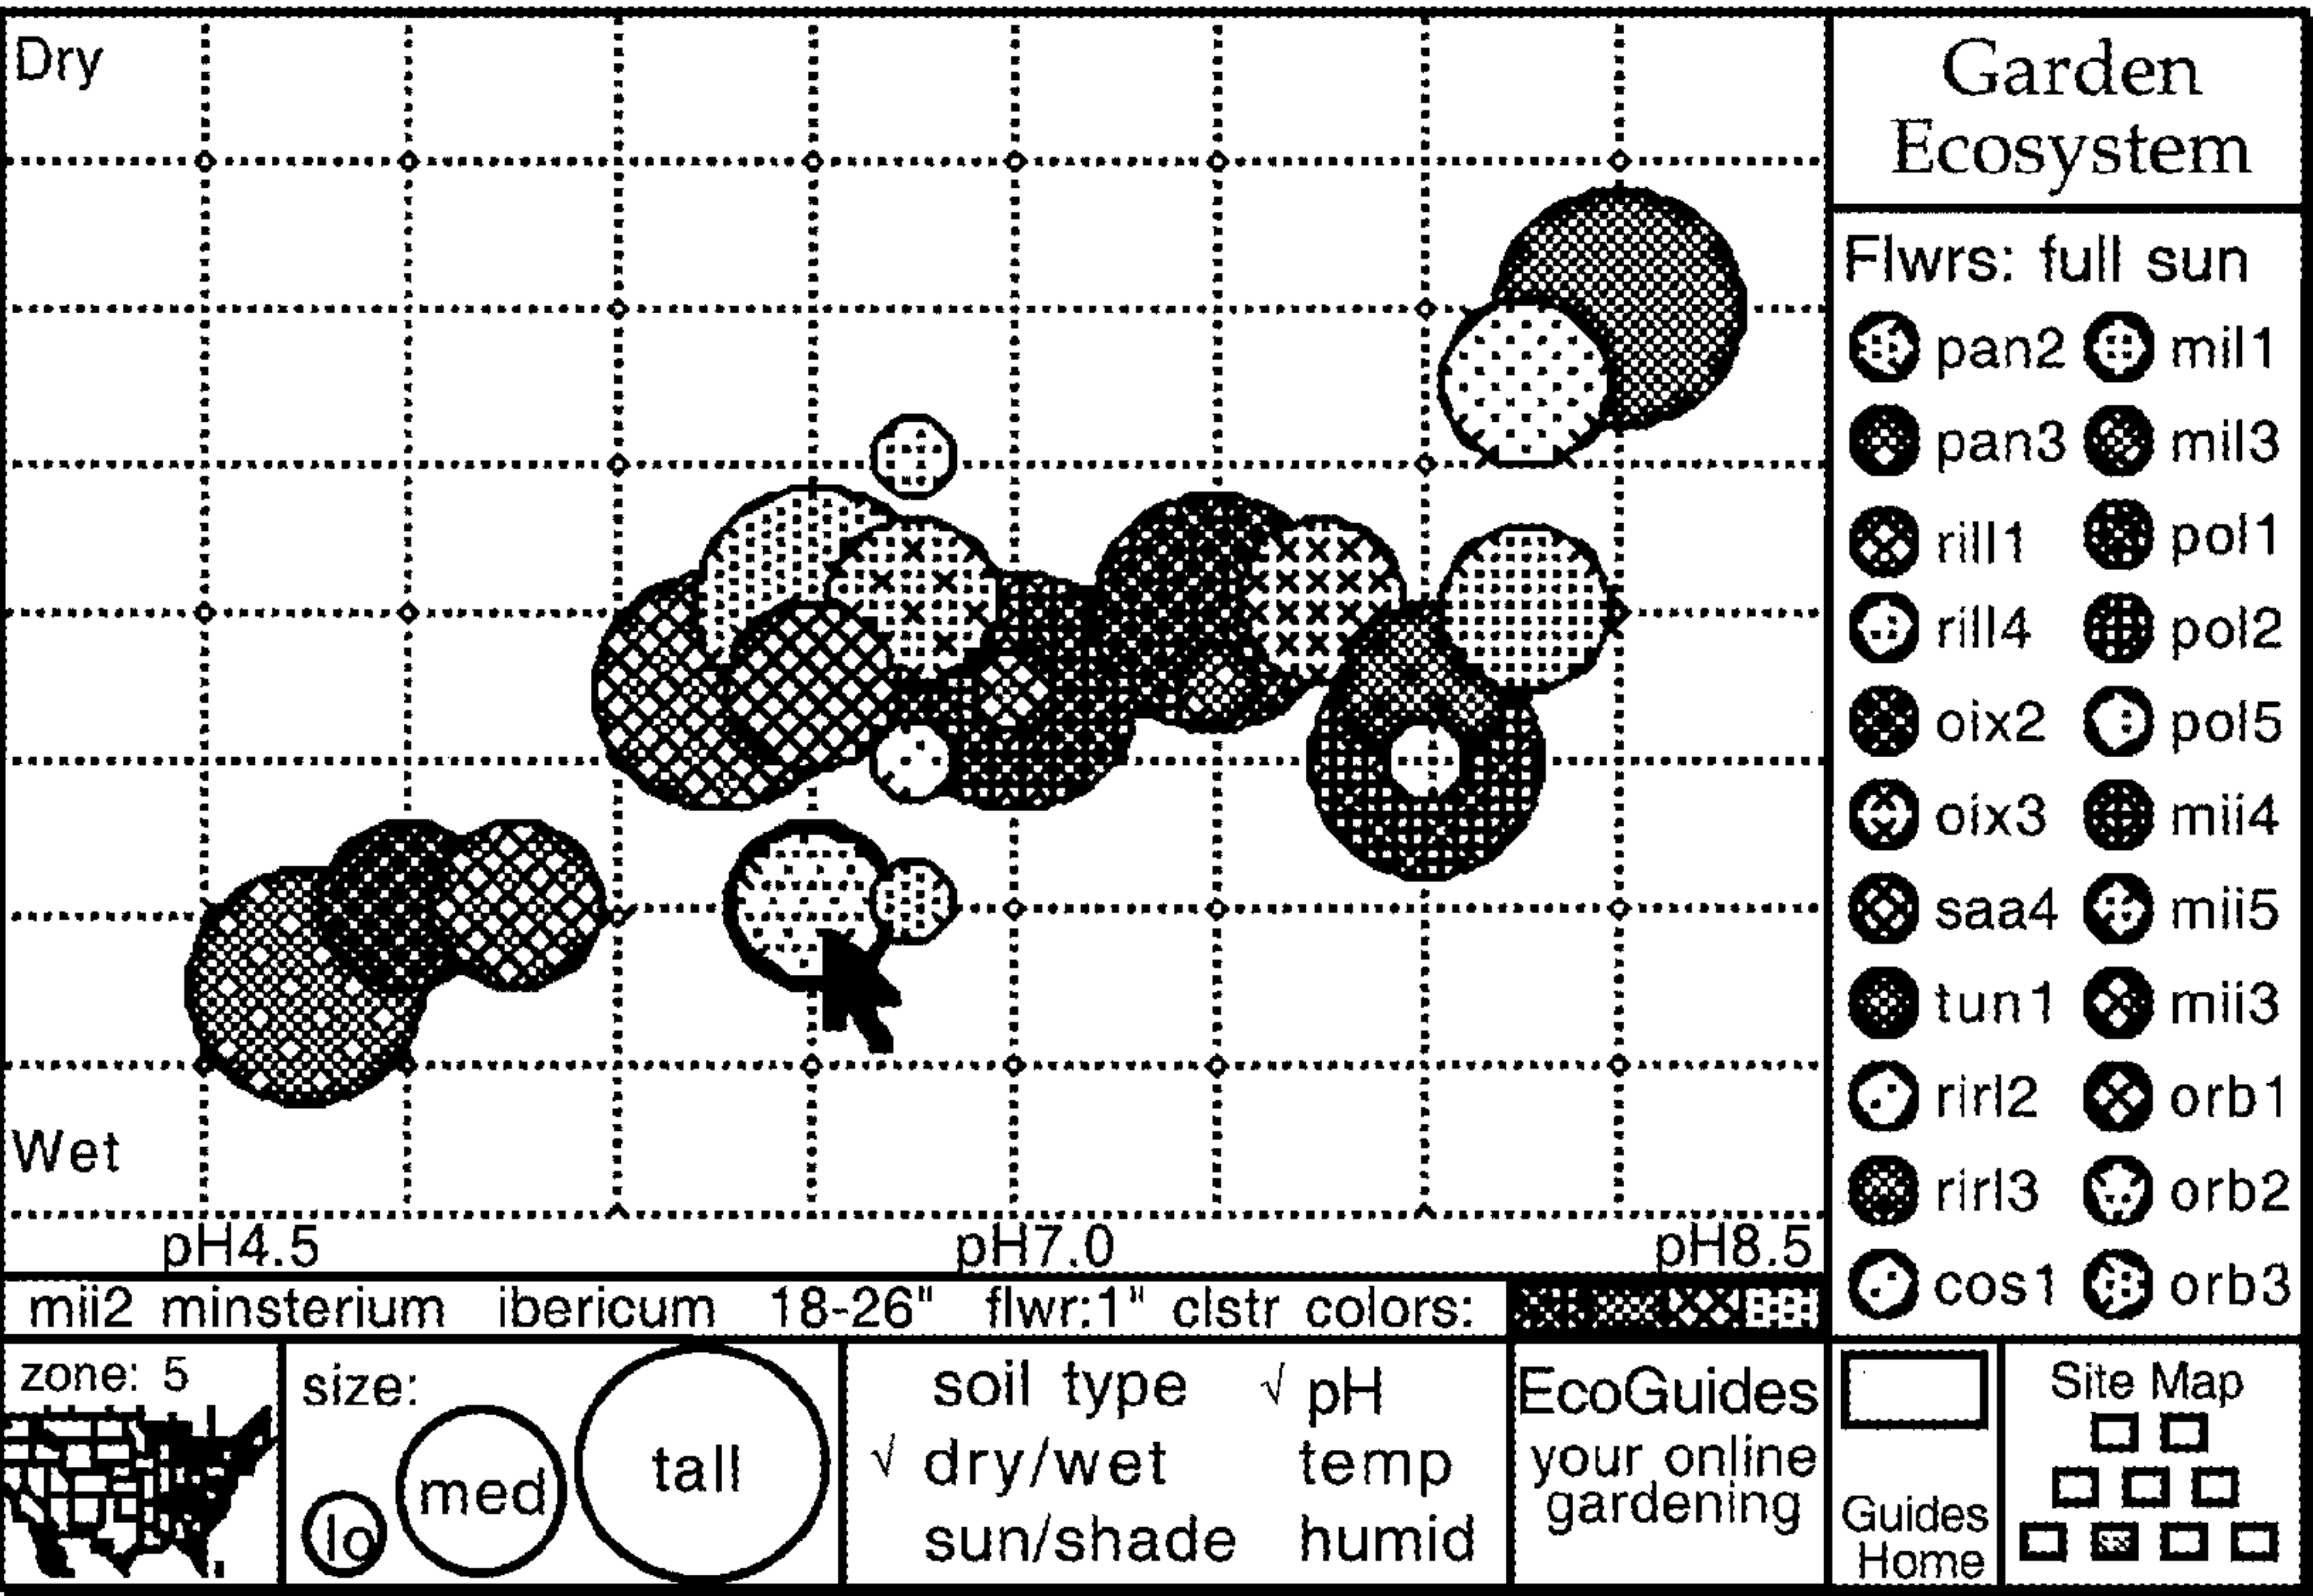 Dry
Wet
pH4.5 pH7.0 pH8.5
Garden
Ecosystem
Flwrs: full sun
pan2 mil1
pan3 mil3
rill1 pol1
rill4 pol2
oix2 pol5
oix3 mii4
saa4 mii5
tun1 mii3
rirl2 orb1
rirl3 orb2
cos1 orb3
mii2 minsterium ibericum 18-26" flwr:1" clstr colors:
zone: 5
size:
lo med tall
soil type √ pH
√ dry/wet temp
sun/shade humid
EcoGuides
your online
gardening
Guides
Home
Site Map